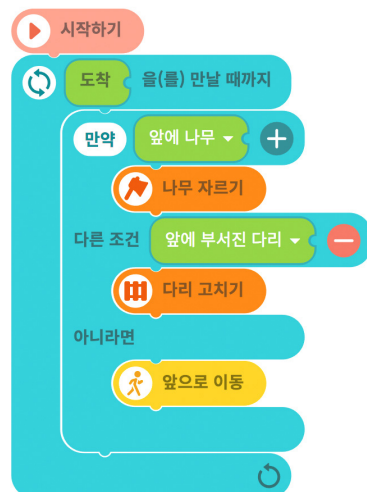 시작하기
도착 을(를) 만날 때까지
만약 앞에 나무
나무 자르기
다른 조건 앞에 부서진 다리
다리 고치기
아니라면
앞으로 이동